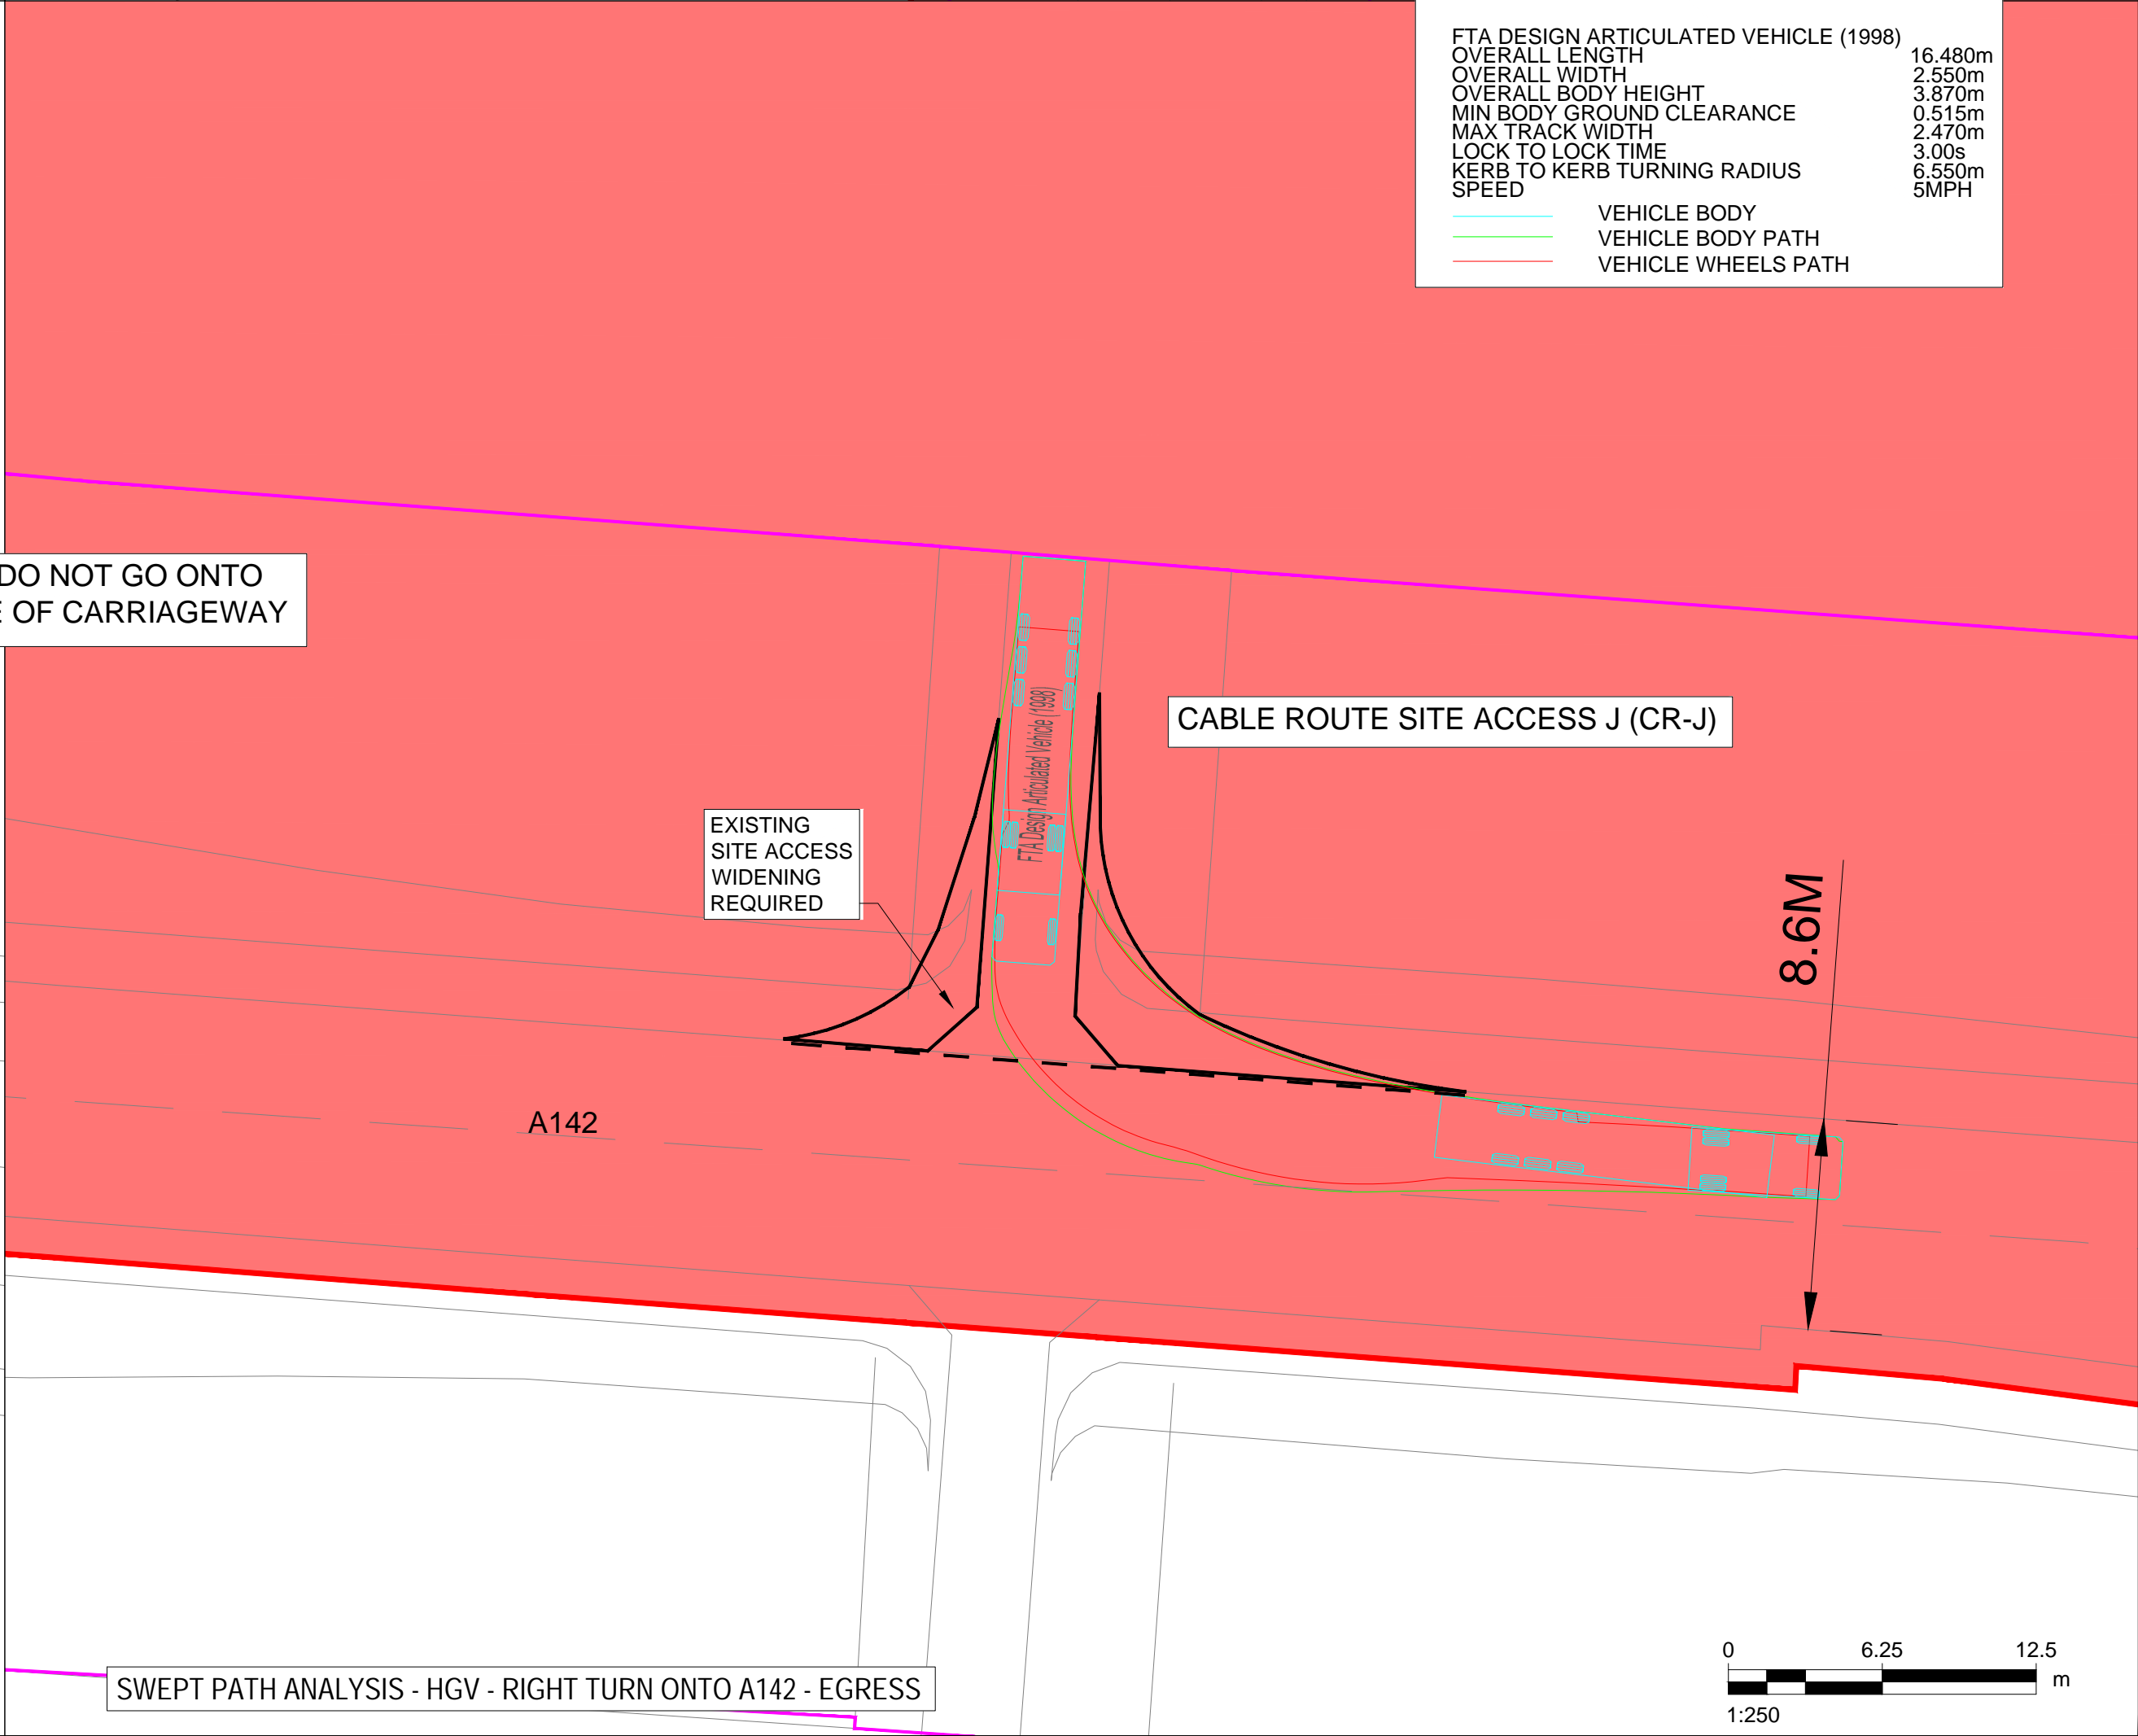 FTA DESIGN ARTICULATED VEHICLE (1998)
OVERALL LENGTH 16.480m
OVERALL WIDTH 2.550m
OVERALL BODY HEIGHT 3.870m
MIN BODY GROUND CLEARANCE 0.515m
MAX TRACK WIDTH 2.470m
LOCK TO LOCK TIME 3.00s
KERB TO KERB TURNING RADIUS 6.550m
SPEED 5MPH
VEHICLE BODY
VEHICLE BODY PATH
VEHICLE WHEELS PATH
DO NOT GO ONTO
OF CARRIAGEWAY
CABLE ROUTE SITE ACCESS J (CR-J)
FTA Design Articulated Vehicle (1998)
EXISTING
SITE ACCESS
WIDENING
REQUIRED
8.6M
A142
SWEPT PATH ANALYSIS - HGV - RIGHT TURN ONTO A142 - EGRESS
0 6.25 12.5
m
1:250